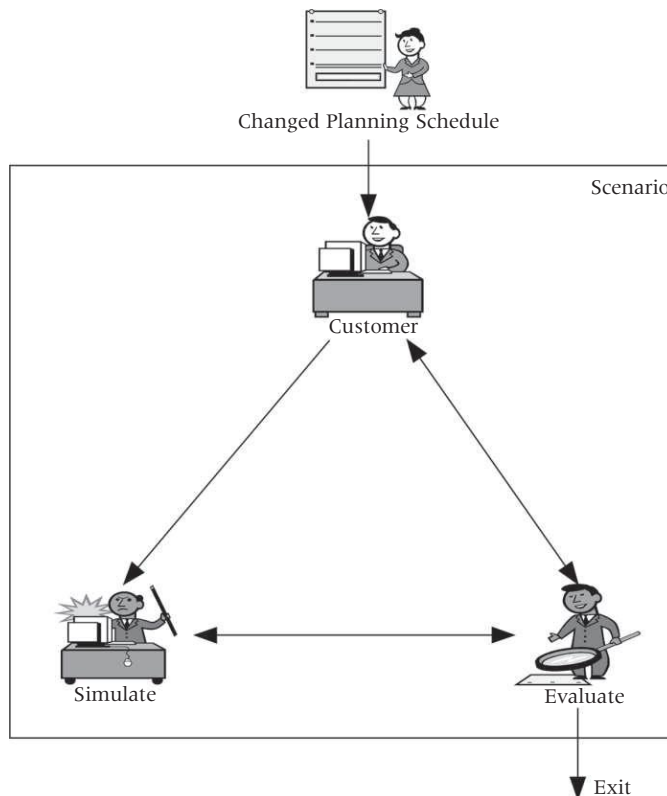 Changed Planning Schedule
Scenario
Customer
Simulate
Evaluate
Exit